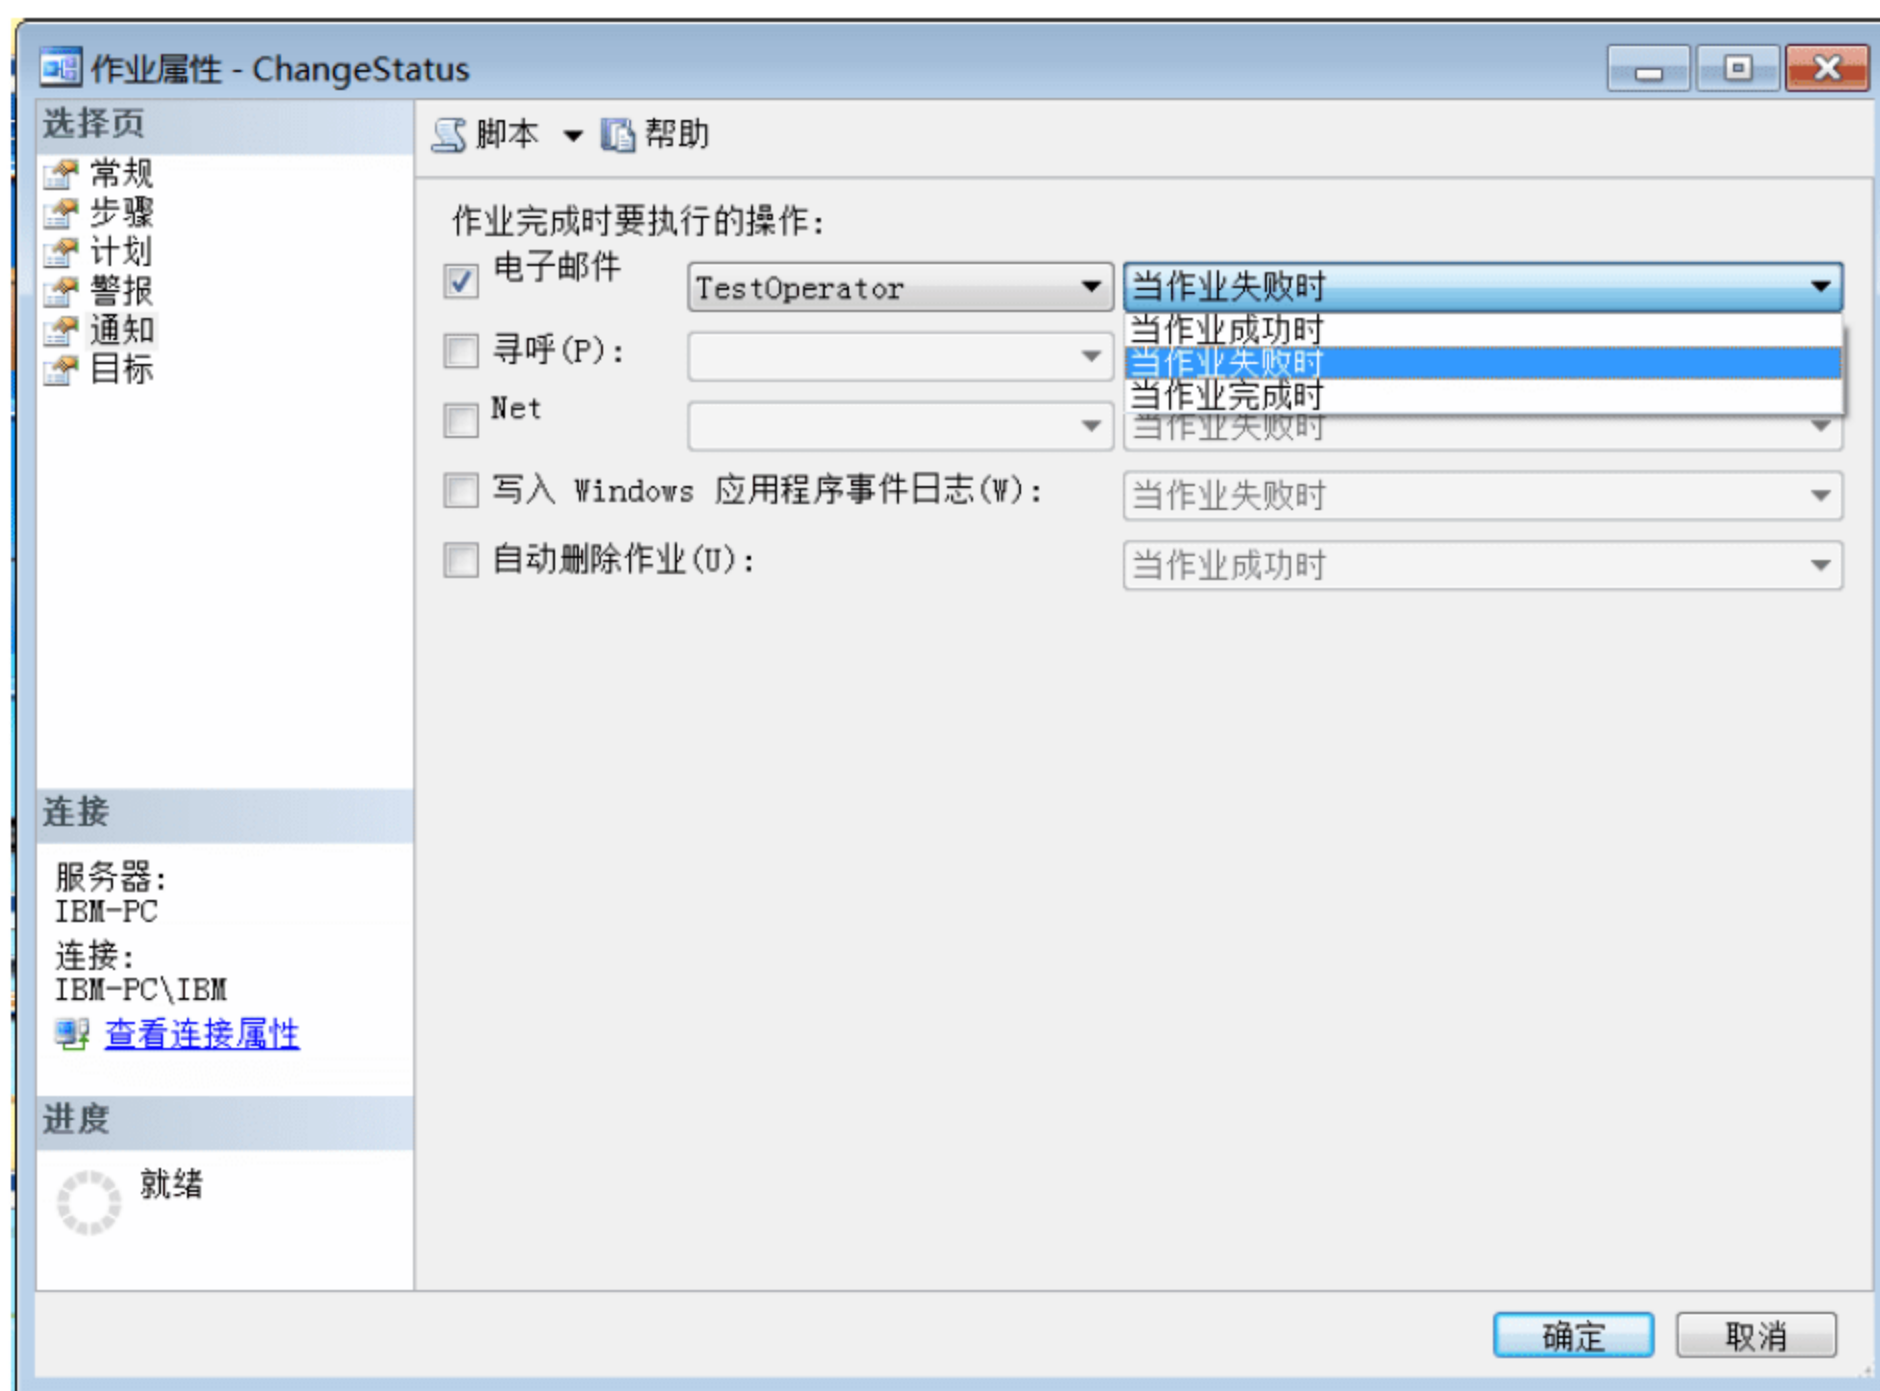 作业属性 - ChangeStatus
选择页
常规
步骤
计划
警报
通知
目标
脚本 帮助
作业完成时要执行的操作:
电子邮件 TestOperator 当作业失败时
当作业成功时
当作业失败时
当作业完成时
寻呼(P):
Net 当作业失败时
写入 Windows 应用程序事件日志(W): 当作业失败时
自动删除作业(U): 当作业成功时
连接
服务器:
IBM-PC
连接:
IBM-PC\IBM
查看连接属性
进度
就绪
确定 取消